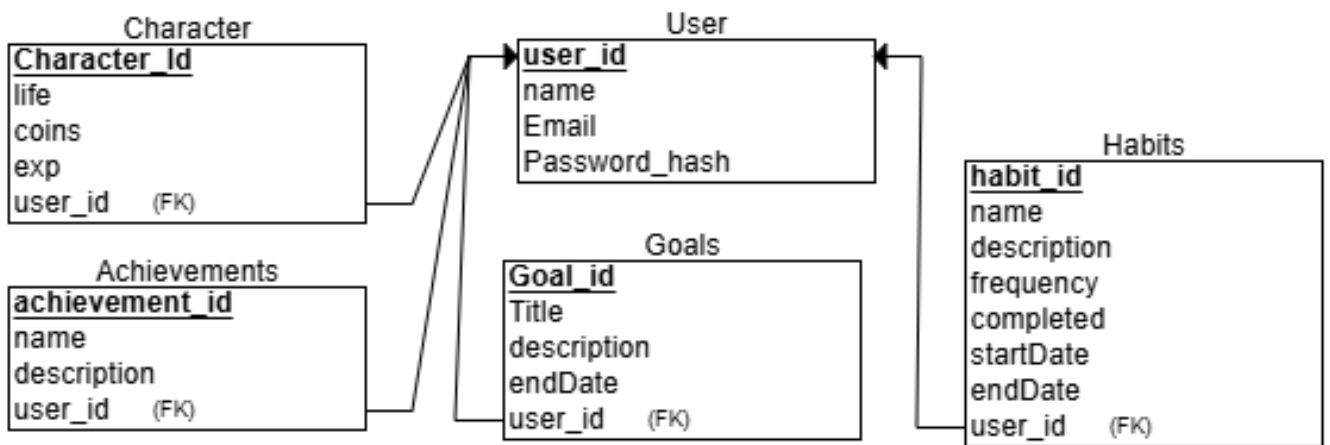 Character
Character_Id
life
coins
exp
user_id (FK)
User
user_id
name
Email
Password_hash
Habits
habit_id
name
description
frequency
completed
startDate
endDate
user_id (FK)
Achievements
achievement_id
name
description
user_id (FK)
Goals
Goal_id
Title
description
endDate
user_id (FK)